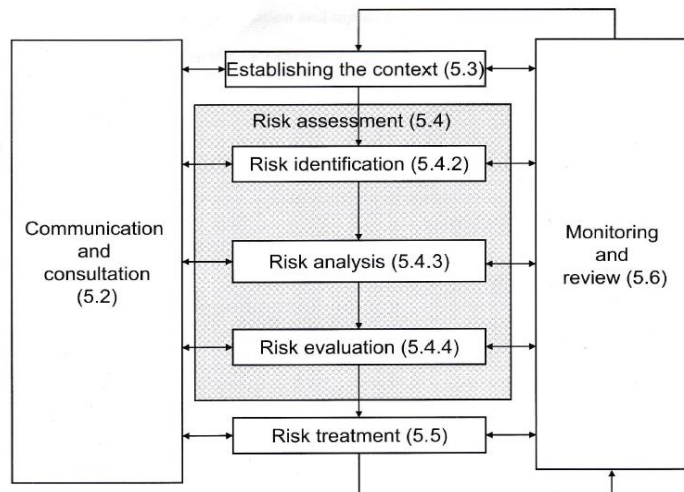 Establishing the context (5.3)
Risk assessment (5.4)
Risk identification (5.4.2)
Communication
and
consultation
(5.2)
Risk analysis (5.4.3)
Monitoring
and
review (5.6)
Risk evaluation (5.4.4)
Risk treatment (5.5)